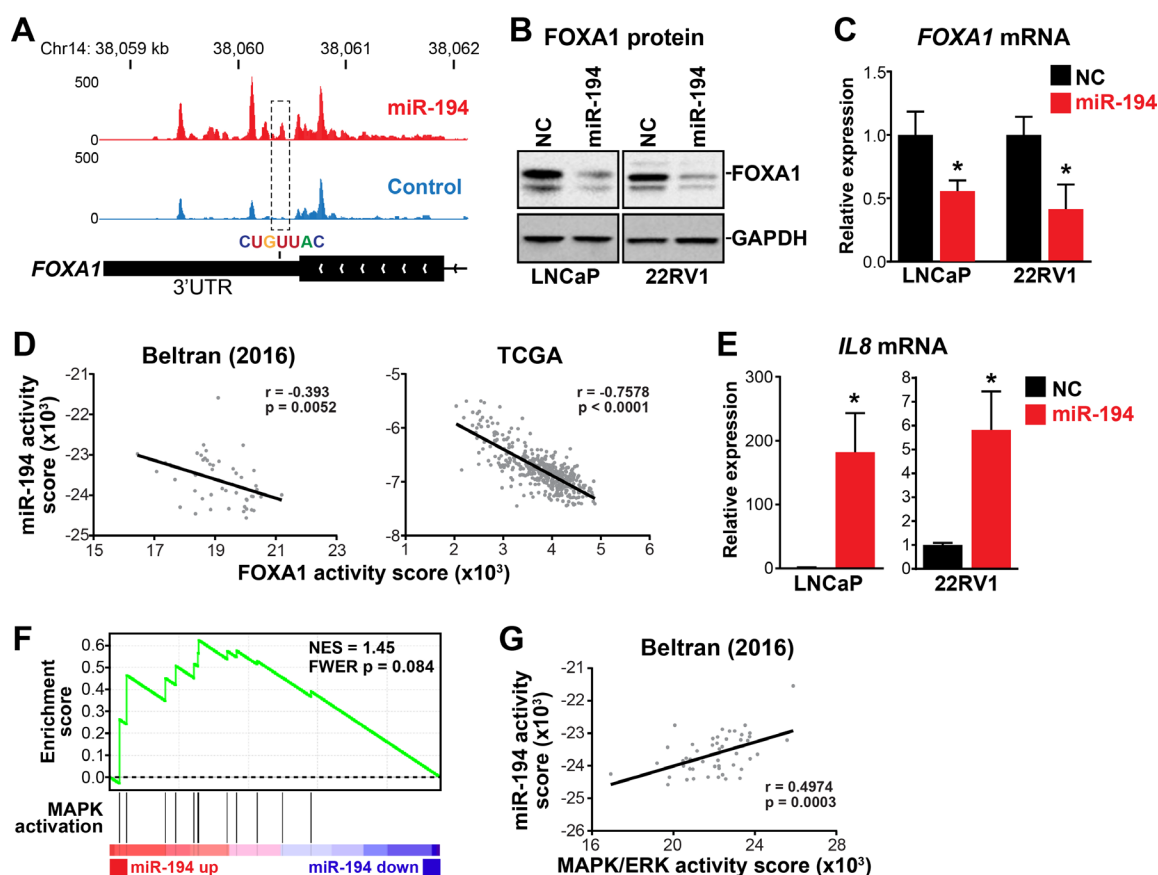 A
Chr14: 38,059 kb 38,060 38,061 38,062
500
miR-194
0
500
Control
0
CUGUUAC
FOXA1
3'UTR
B
FOXA1 protein
NC miR-194 NC miR-194
-FOXA1
-GAPDH
LNCaP 22RV1
C
FOXA1 mRNA
NC
miR-194
Relative expression
1.5
1.0
0.5
0.0
* *
LNCaP 22RV1
D
Beltran (2016) TCGA
miR-194 activity
score (x10³)
-21
-22
-23
-24
-25
r = -0.393
p = 0.0052
15 17 19 21 23
-5
-6
-7
-8
r = -0.7578
p < 0.0001
1 2 3 4 5 6
FOXA1 activity score (x10³)
E
IL8 mRNA
NC
miR-194
Relative expression
300
200
100
0
*
LNCaP
8
7
6
5
4
3
2
1
0
*
22RV1
F
Enrichment
score
0.6
0.5
0.4
0.3
0.2
0.1
0.0
NES = 1.45
FWER p = 0.084
MAPK
activation
miR-194 up miR-194 down
G
Beltran (2016)
miR-194 activity
score (x10³)
-21
-22
-23
-24
-25
-26
r = 0.4974
p = 0.0003
16 20 24 28
MAPK/ERK activity score (x10³)